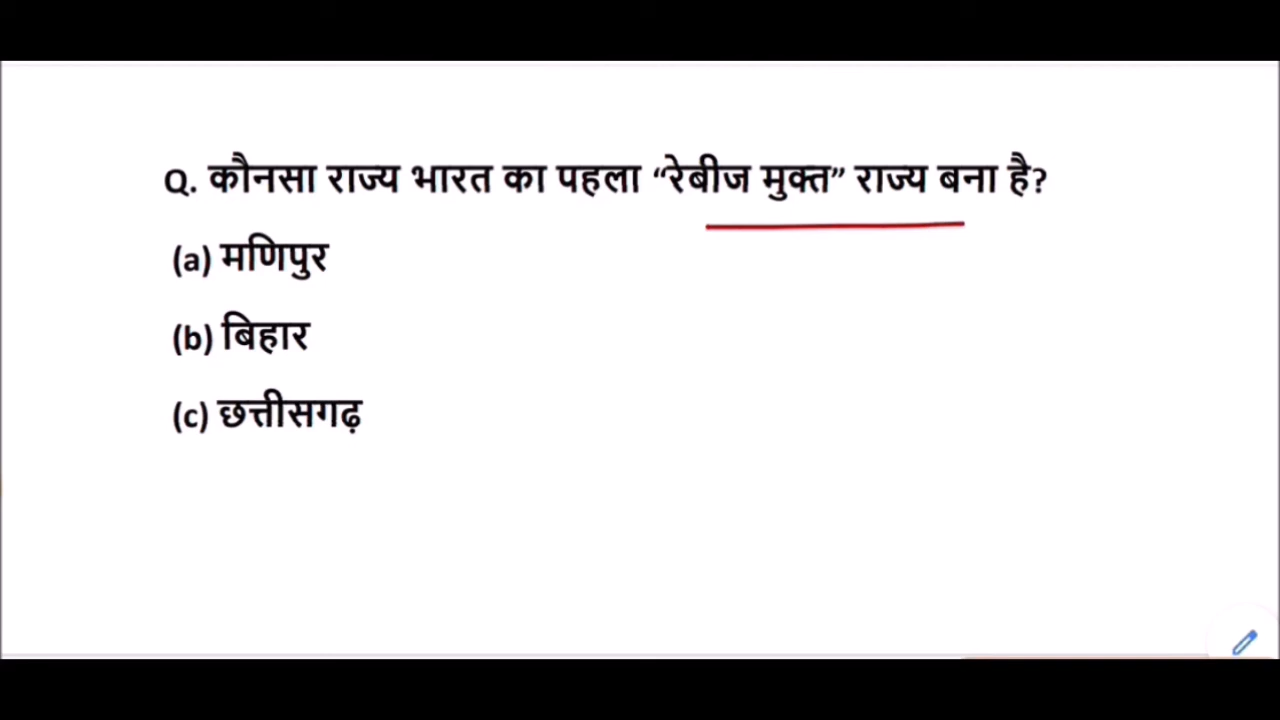 Q. कौनसा राज्य भारत का पहला “रेबीज मुक्त” राज्य बना है?
(a) मणिपुर
(b) बिहार
(c) छत्तीसगढ़